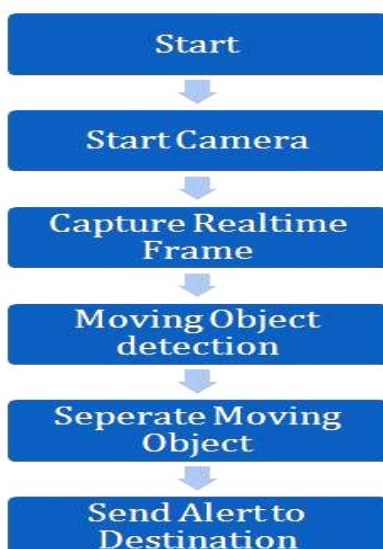 Start
Start Camera
Capture Realtime
Frame
Moving Object
detection
Seperate Moving
Object
Send Alert to
Destination